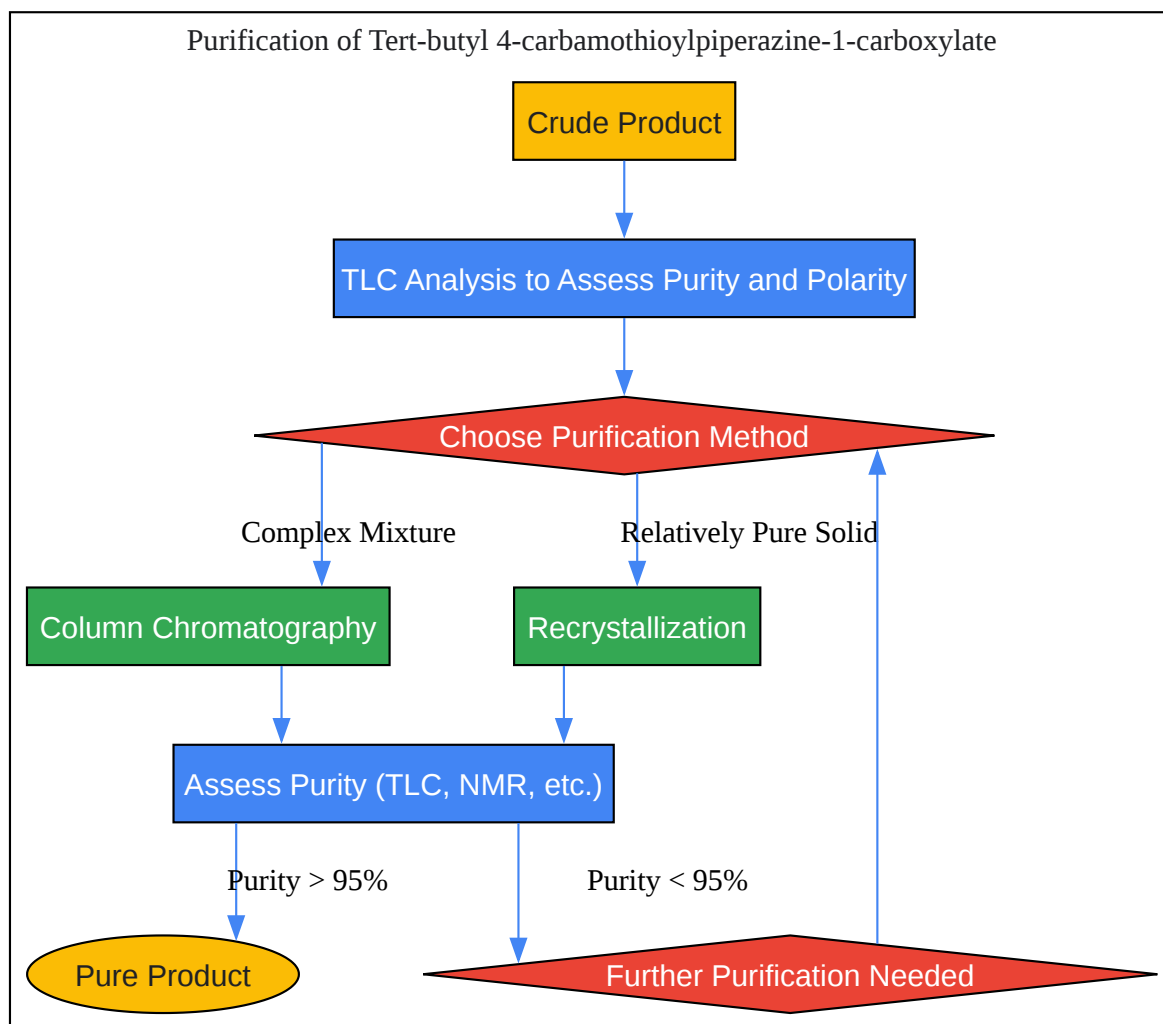 Purification of Tert-butyl 4-carbamothioylpiperazine-1-carboxylate
Crude Product
TLC Analysis to Assess Purity and Polarity
Choose Purification Method
Complex Mixture
Relatively Pure Solid
Column Chromatography
Recrystallization
Assess Purity (TLC, NMR, etc.)
Purity > 95%
Purity < 95%
Pure Product
Further Purification Needed